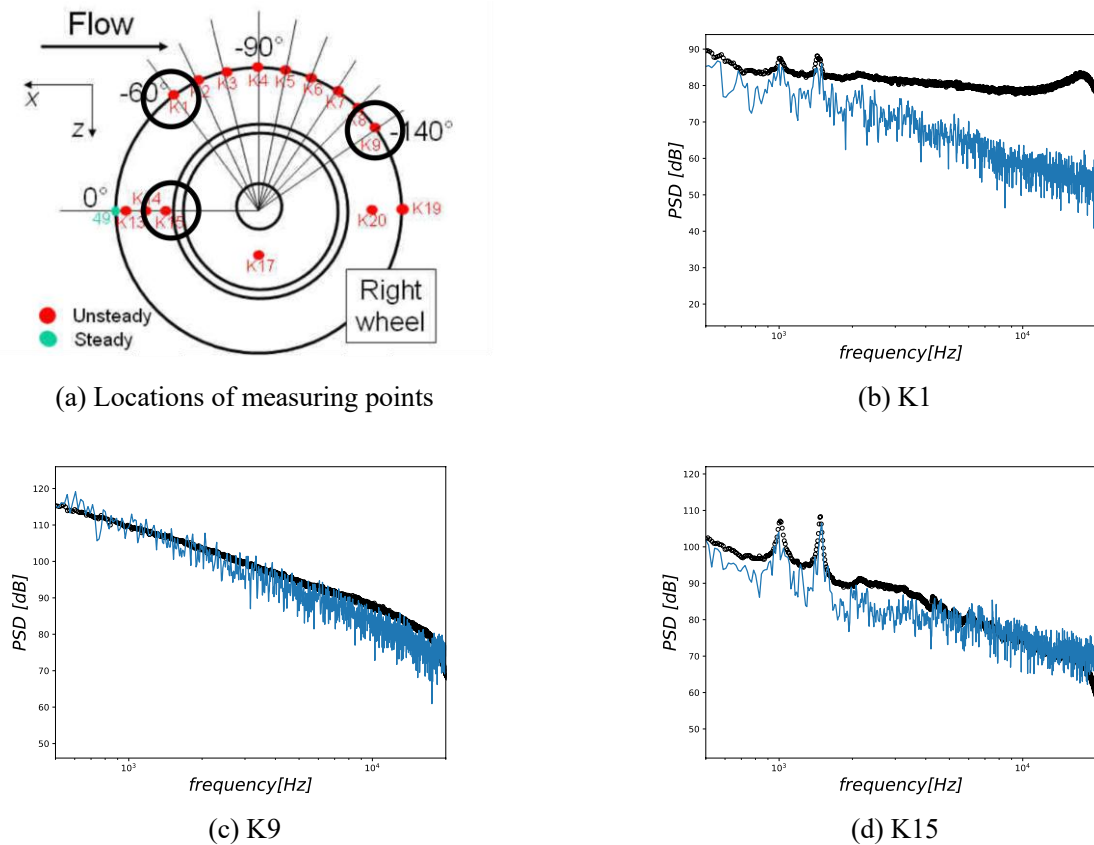 Flow
-90°
-60°
-140°
0°
X
Z
K1
K2
K3
K4
K5
K6
K7
K8
K9
49
K13
K14
K15
K17
K20
K19
Right
wheel
Unsteady
Steady
(a) Locations of measuring points
PSD [dB]
90
80
70
60
50
40
30
20
10³
10⁴
frequency[Hz]
(b) K1
PSD [dB]
120
110
100
90
80
70
60
50
10³
10⁴
frequency[Hz]
(c) K9
PSD [dB]
120
110
100
90
80
70
60
50
10³
10⁴
frequency[Hz]
(d) K15